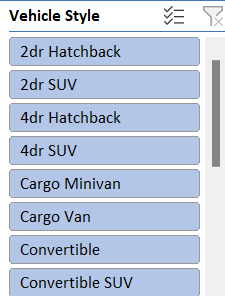 Vehicle Style
2dr Hatchback
2dr SUV
4dr Hatchback
4dr SUV
Cargo Minivan
Cargo Van
Convertible
Convertible SUV